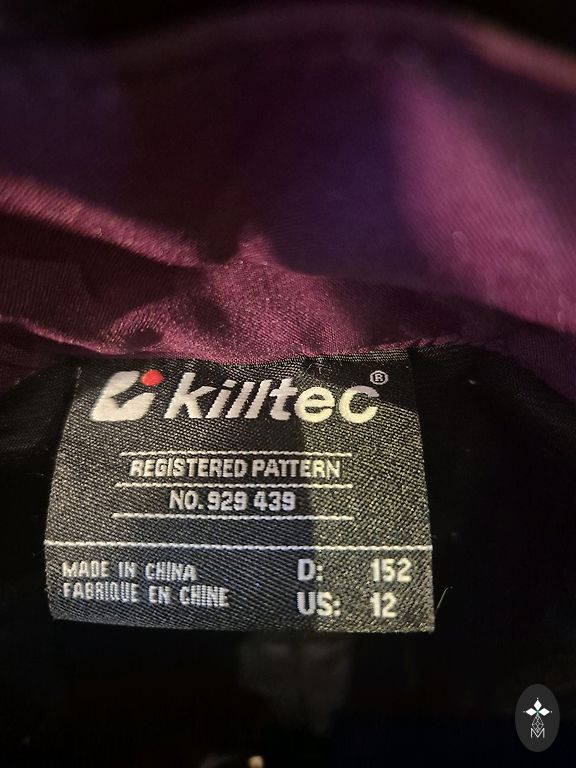 killtec®
REGISTERED PATTERN
NO. 929 439
MADE IN CHINA
FABRIQUE EN CHINE
D: 152
US: 12
M